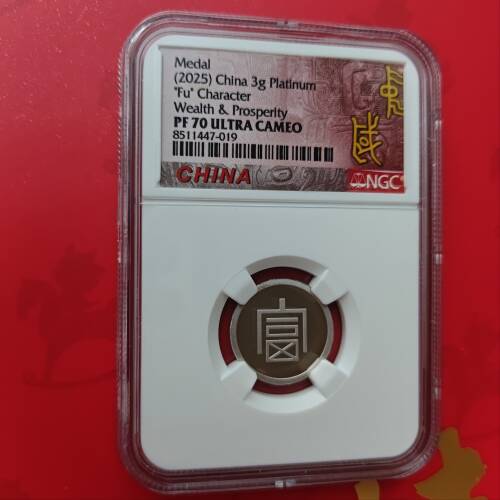 Medal
(2025) China 3g Platinum
"Fu" Character
Wealth & Prosperity
PF 70 ULTRA CAMEO
8511447-019
CHINA
NGC
富